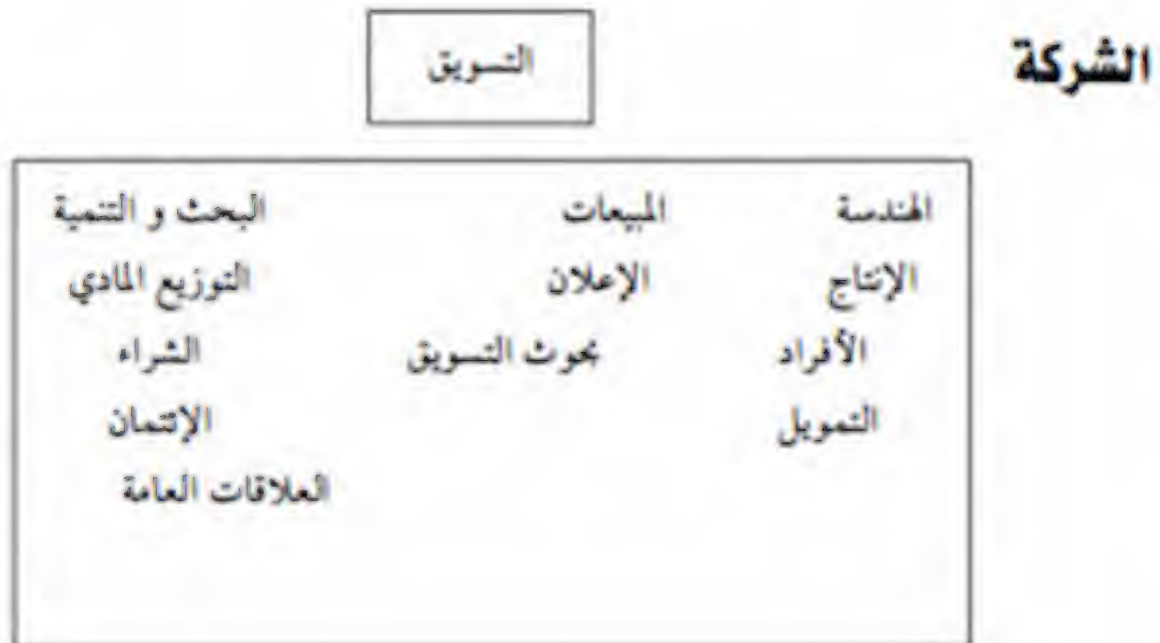 الشركة
التسويق
الهندسة المبيعات البحث و التنمية
الإنتاج الإعلان التوزيع المادي
الأفراد بحوث التسويق الشراء
التمويل الإئتمان
العلاقات العامة